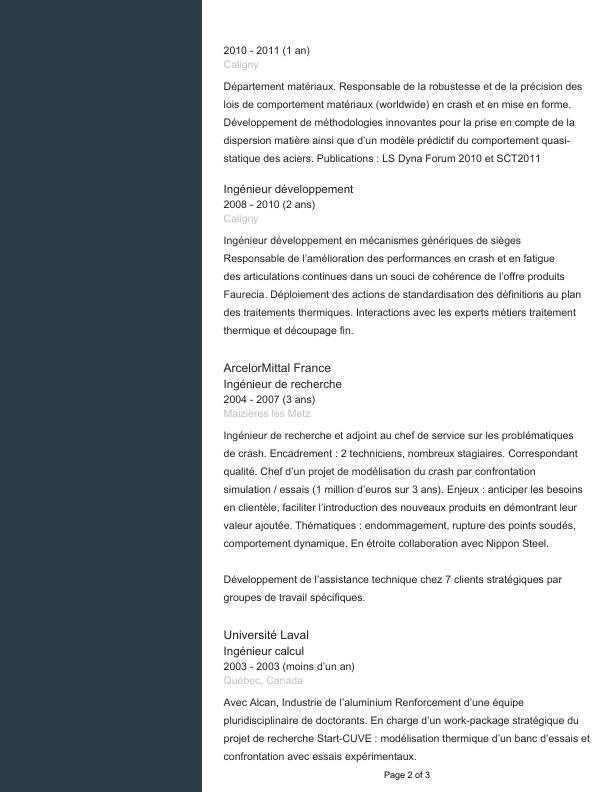 2010 - 2011 (1 an)
Caligny
Département matériaux. Responsable de la robustesse et de la précision des
lois de comportement matériaux (worldwide) en crash et en mise en forme.
Développement de méthodologies innovantes pour la prise en compte de la
dispersion matière ainsi que d'un modèle prédictif du comportement quasi-
statique des aciers. Publications : LS Dyna Forum 2010 et SCT2011
Ingénieur développement
2008 - 2010 (2 ans)
Caligny
Ingénieur développement en mécanismes génériques de sièges
Responsable de l'amélioration des performances en crash et en fatigue
des articulations continues dans un souci de cohérence de l'offre produits
Faurecia. Déploiement des actions de standardisation des définitions au plan
des traitements thermiques. Interactions avec les experts métiers traitement
thermique et découpage fin.
ArcelorMittal France
Ingénieur de recherche
2004 - 2007 (3 ans)
Maizières les Metz
Ingénieur de recherche et adjoint au chef de service sur les problématiques
de crash. Encadrement : 2 techniciens, nombreux stagiaires. Correspondant
qualité. Chef d'un projet de modélisation du crash par confrontation
simulation / essais (1 million d'euros sur 3 ans). Enjeux : anticiper les besoins
en clientèle, faciliter l'introduction des nouveaux produits en démontrant leur
valeur ajoutée. Thématiques : endommagement, rupture des points soudés,
comportement dynamique. En étroite collaboration avec Nippon Steel.
Développement de l'assistance technique chez 7 clients stratégiques par
groupes de travail spécifiques.
Université Laval
Ingénieur calcul
2003 - 2003 (moins d'un an)
Québec, Canada
Avec Alcan, Industrie de l'aluminium Renforcement d'une équipe
pluridisciplinaire de doctorants. En charge d'un work-package stratégique du
projet de recherche Start-CUVE : modélisation thermique d'un banc d'essais et
confrontation avec essais expérimentaux.
Page 2 of 3